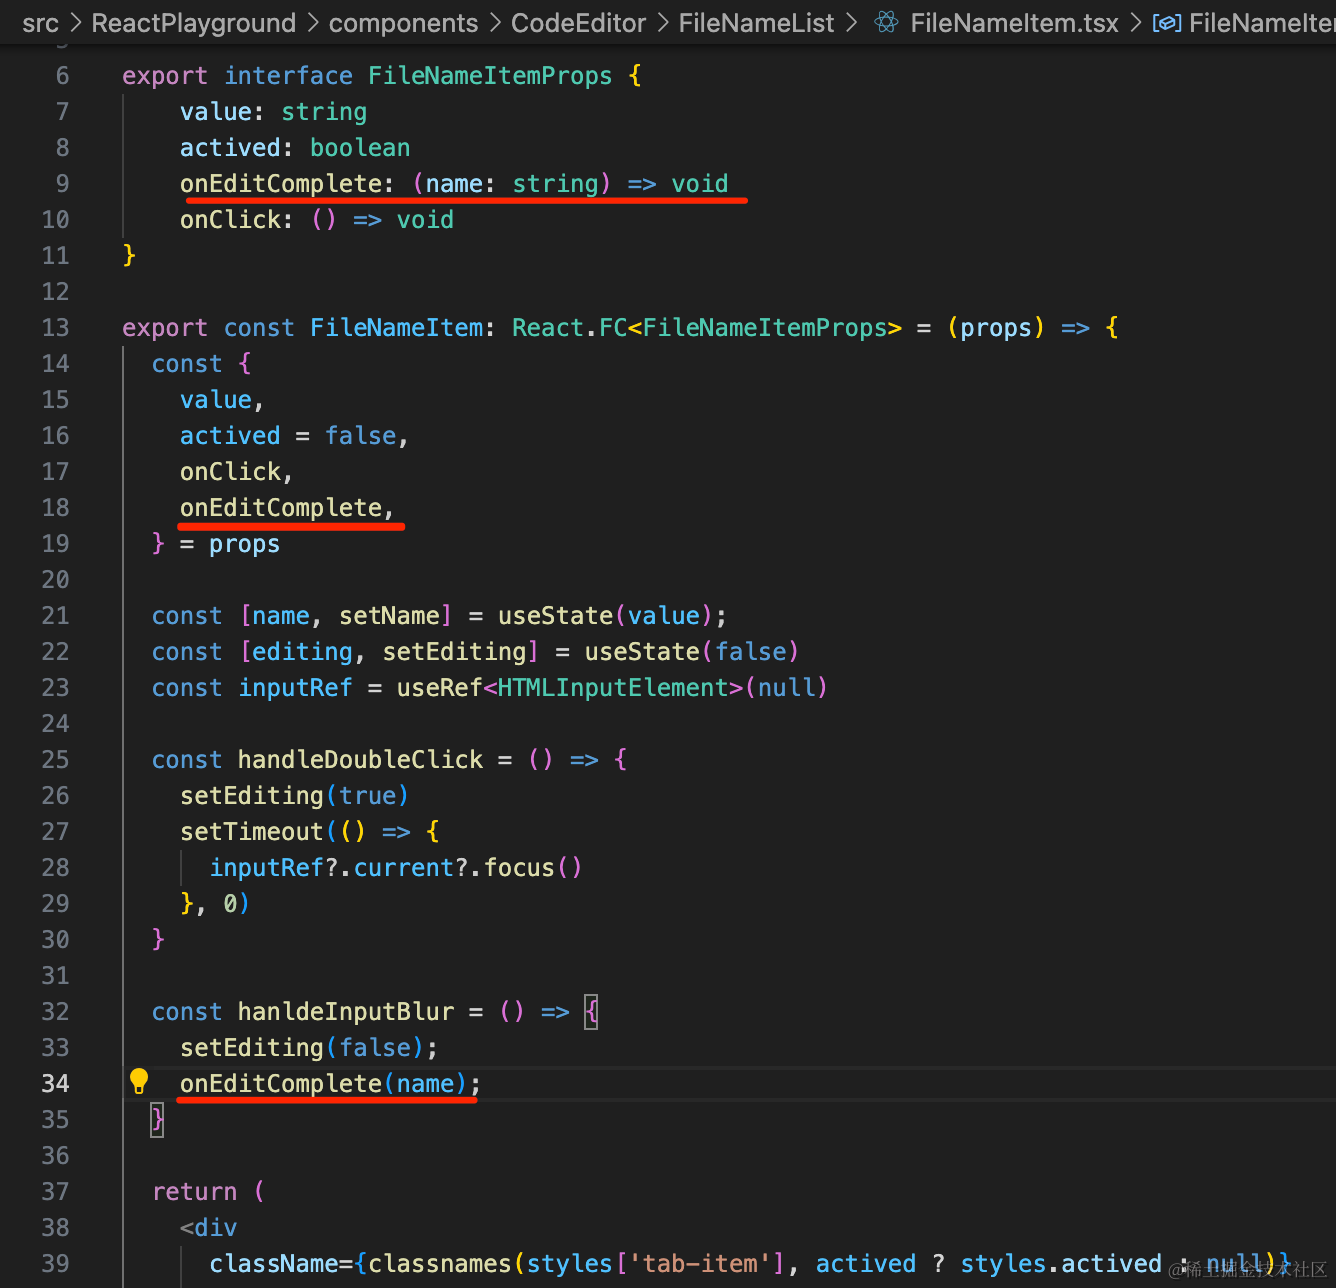 src > ReactPlayground > components > CodeEditor > FileNameList > FileNameItem.tsx > FileNameIte
6 export interface FileNameItemProps {
7 value: string
8 actived: boolean
9 onEditComplete: (name: string) => void
10 onClick: () => void
11 }
12
13 export const FileNameItem: React.FC<FileNameItemProps> = (props) => {
14 const {
15 value,
16 actived = false,
17 onClick,
18 onEditComplete,
19 } = props
20
21 const [name, setName] = useState(value);
22 const [editing, setEditing] = useState(false)
23 const inputRef = useRef<HTMLInputElement>(null)
24
25 const handleDoubleClick = () => {
26 setEditing(true)
27 setTimeout(() => {
28 inputRef?.current?.focus()
29 }, 0)
30 }
31
32 const hanldeInputBlur = () => {
33 setEditing(false);
34 onEditComplete(name);
35 }
36
37 return (
38 <div
39 className={classnames(styles['tab-item'], actived ? styles.actived : null)}
@稀土掘金技术社区